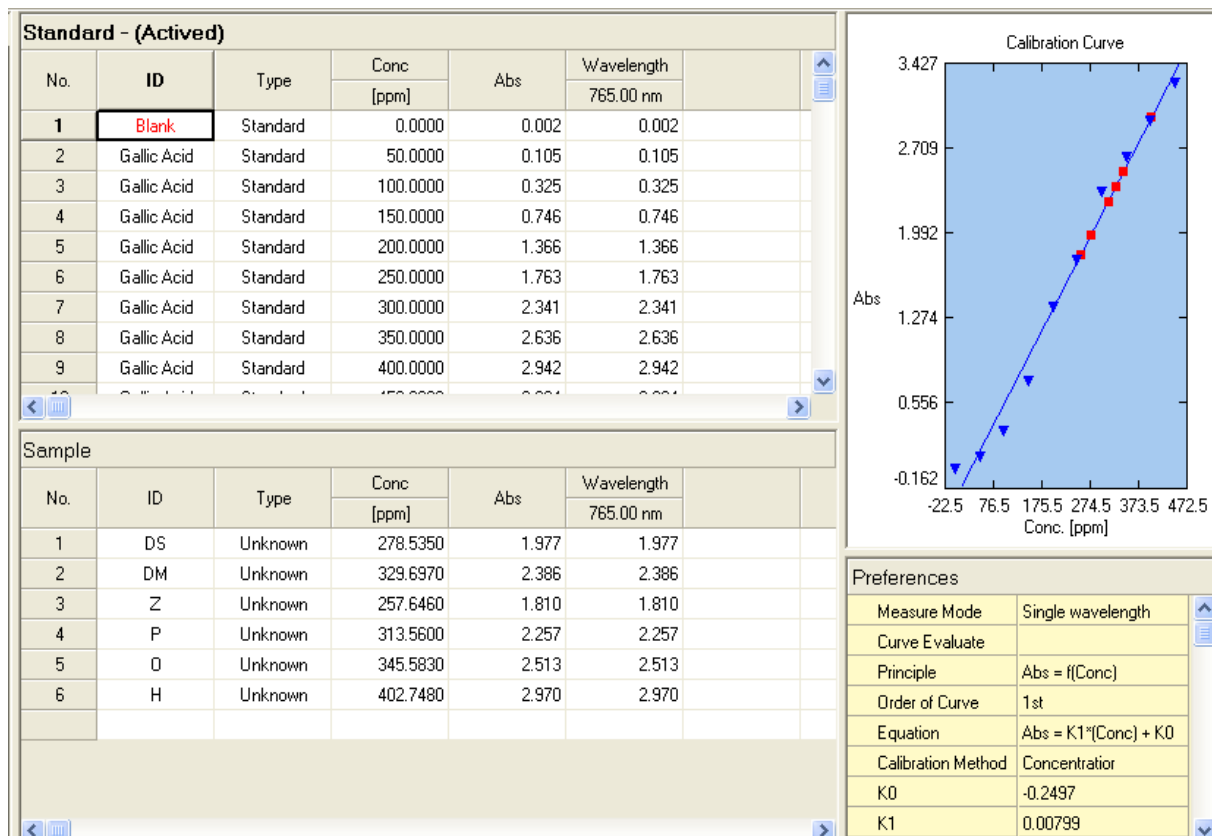 Standard - (Actived)
No. ID Type Conc Abs Wavelength
[ppm] 765.00 nm
1 Blank Standard 0.0000 0.002 0.002
2 Gallic Acid Standard 50.0000 0.105 0.105
3 Gallic Acid Standard 100.0000 0.325 0.325
4 Gallic Acid Standard 150.0000 0.746 0.746
5 Gallic Acid Standard 200.0000 1.366 1.366
6 Gallic Acid Standard 250.0000 1.763 1.763
7 Gallic Acid Standard 300.0000 2.341 2.341
8 Gallic Acid Standard 350.0000 2.636 2.636
9 Gallic Acid Standard 400.0000 2.942 2.942
Sample
No. ID Type Conc Abs Wavelength
[ppm] 765.00 nm
1 DS Unknown 278.5350 1.977 1.977
2 DM Unknown 329.6970 2.386 2.386
3 Z Unknown 257.6460 1.810 1.810
4 P Unknown 313.5600 2.257 2.257
5 O Unknown 345.5830 2.513 2.513
6 H Unknown 402.7480 2.970 2.970
Calibration Curve
3.427
2.709
1.992
Abs
1.274
0.556
-0.162
-22.5 76.5 175.5 274.5 373.5 472.5
Conc. [ppm]
Preferences
Measure Mode Single wavelength
Curve Evaluate
Principle Abs = f(Conc)
Order of Curve 1st
Equation Abs = K1*(Conc) + K0
Calibration Method Concentratior
K0 -0.2497
K1 0.00799